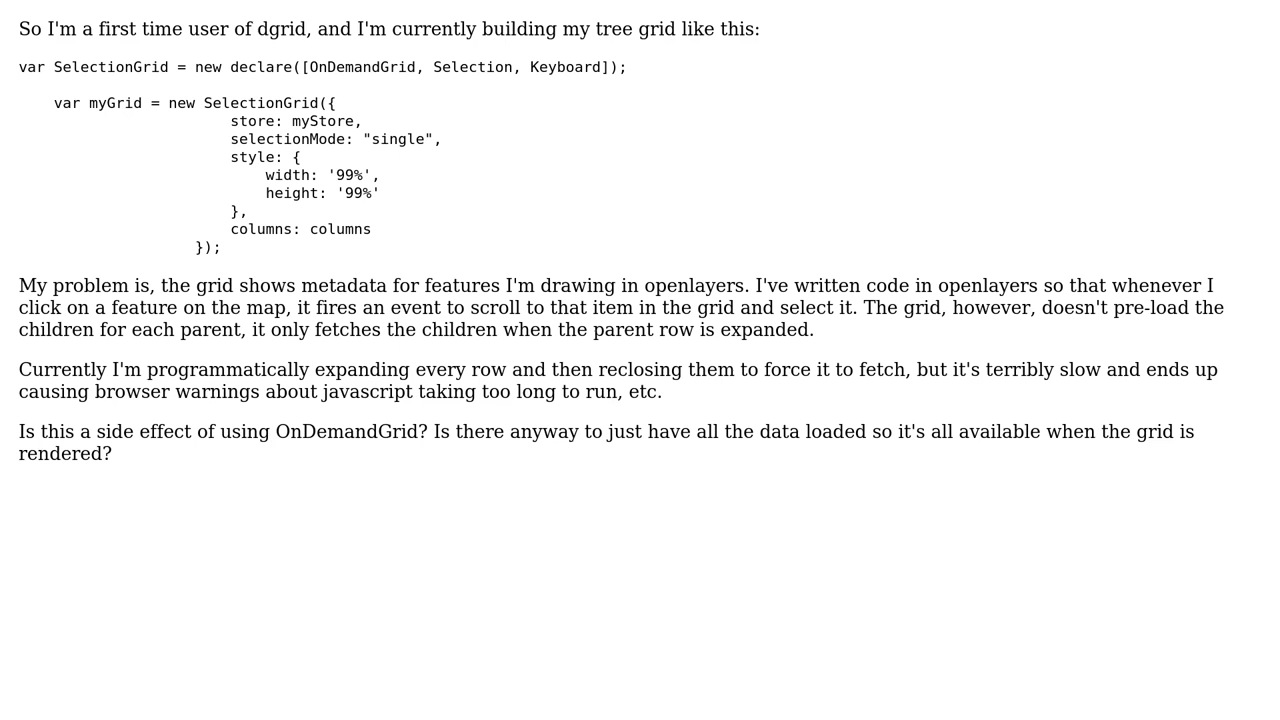 So I'm a first time user of dgrid, and I'm currently building my tree grid like this:
var SelectionGrid = new declare([OnDemandGrid, Selection, Keyboard]);
    var myGrid = new SelectionGrid({
                        store: myStore,
                        selectionMode: "single",
                        style: {
                            width: '99%',
                            height: '99%'
                        },
                        columns: columns
                    });
My problem is, the grid shows metadata for features I'm drawing in openlayers. I've written code in openlayers so that whenever I
click on a feature on the map, it fires an event to scroll to that item in the grid and select it. The grid, however, doesn't pre-load the
children for each parent, it only fetches the children when the parent row is expanded.
Currently I'm programmatically expanding every row and then reclosing them to force it to fetch, but it's terribly slow and ends up
causing browser warnings about javascript taking too long to run, etc.
Is this a side effect of using OnDemandGrid? Is there anyway to just have all the data loaded so it's all available when the grid is
rendered?